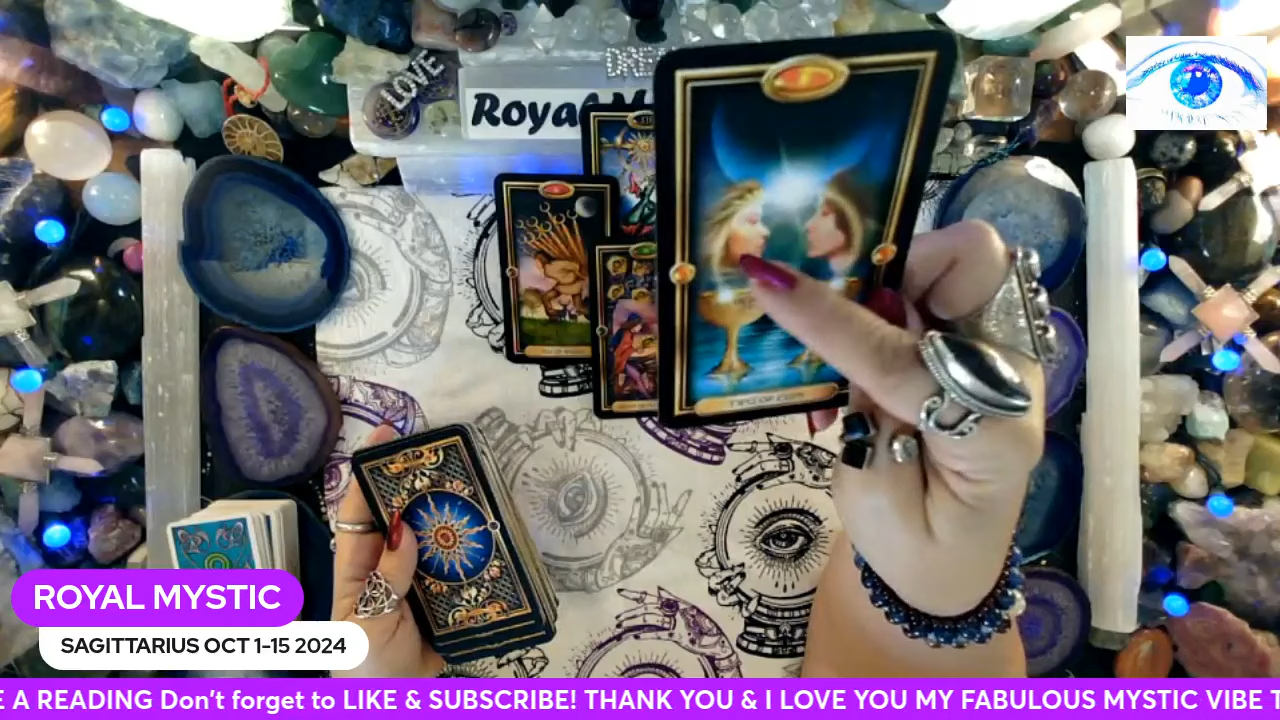 LOVE
Royal M
TWO OF CUPS
ROYAL MYSTIC
SAGITTARIUS OCT 1-15 2024
E A READING Don't forget to LIKE & SUBSCRIBE! THANK YOU & I LOVE YOU MY FABULOUS MYSTIC VIBE T